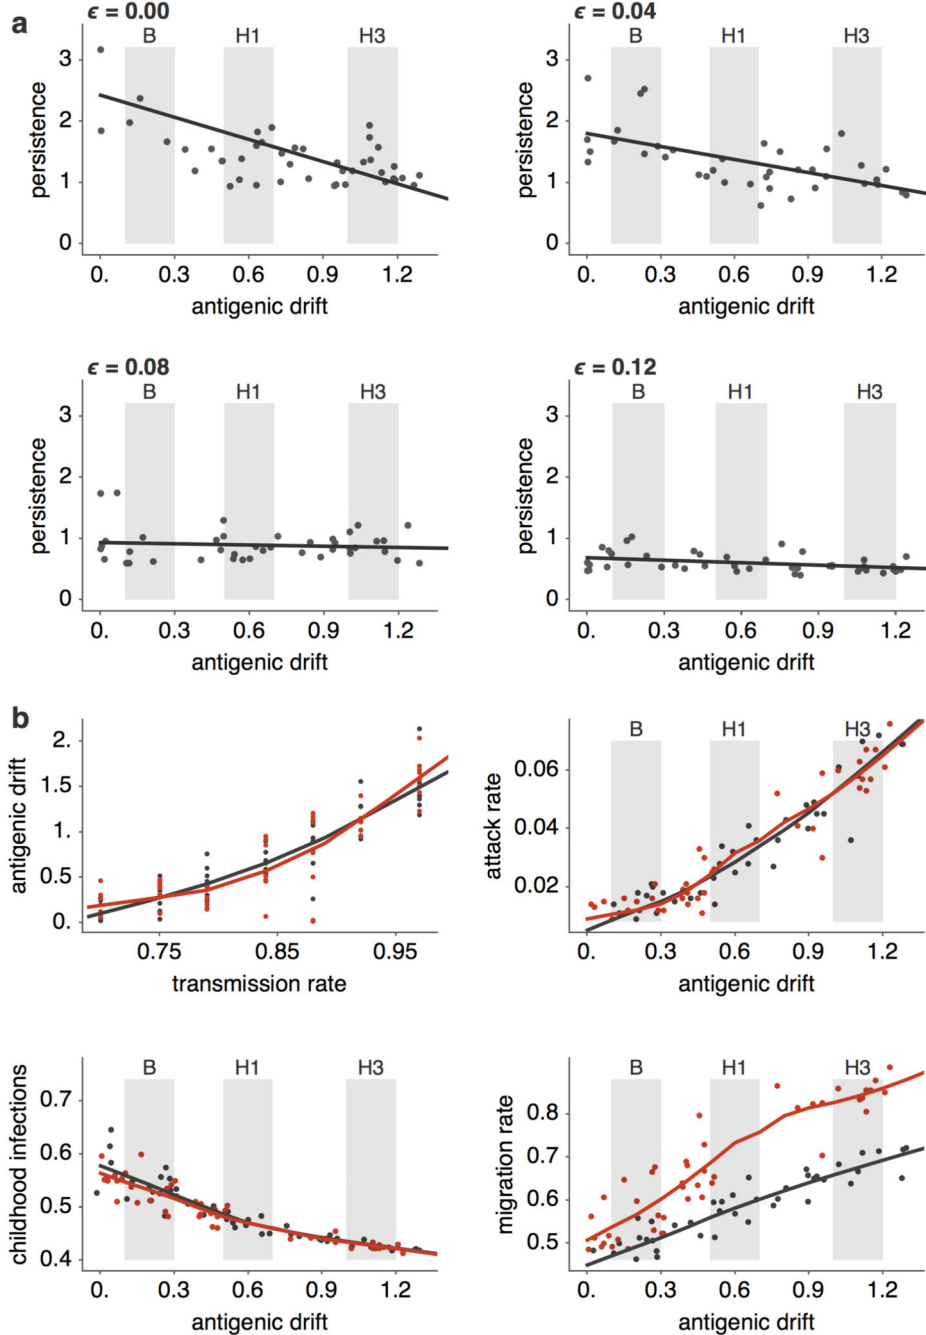 a
ϵ = 0.00
B H1 H3
3
2
1
0
persistence
0. 0.3 0.6 0.9 1.2
antigenic drift
ϵ = 0.04
B H1 H3
3
2
1
0
persistence
0. 0.3 0.6 0.9 1.2
antigenic drift
ϵ = 0.08
B H1 H3
3
2
1
0
persistence
0. 0.3 0.6 0.9 1.2
antigenic drift
ϵ = 0.12
B H1 H3
3
2
1
0
persistence
0. 0.3 0.6 0.9 1.2
antigenic drift
b
2.
1.5
1.
0.5
0.
antigenic drift
0.75 0.85 0.95
transmission rate
B H1 H3
0.06
0.04
0.02
attack rate
0. 0.3 0.6 0.9 1.2
antigenic drift
B H1 H3
0.7
0.6
0.5
0.4
childhood infections
0. 0.3 0.6 0.9 1.2
antigenic drift
B H1 H3
0.8
0.7
0.6
0.5
migration rate
0. 0.3 0.6 0.9 1.2
antigenic drift